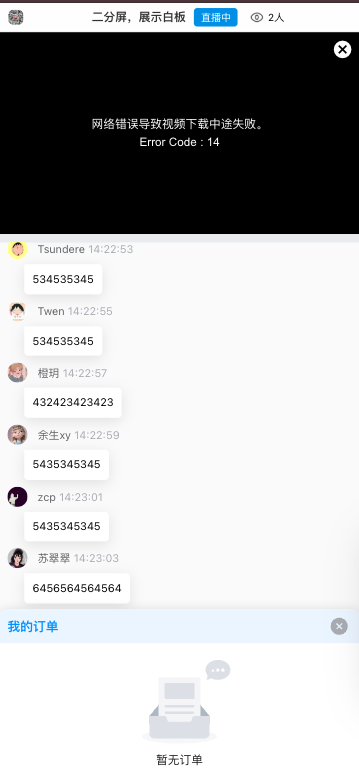 二分屏，展示白板 直播中 2人
网络错误导致视频下载中途失败。
Error Code : 14
Tsundere 14:22:53
534535345
Twen 14:22:55
534535345
橙玥 14:22:57
432423423423
余生xy 14:22:59
5435345345
zcp 14:23:01
5435345345
苏翠翠 14:23:03
6456564564564
我的订单
暂无订单